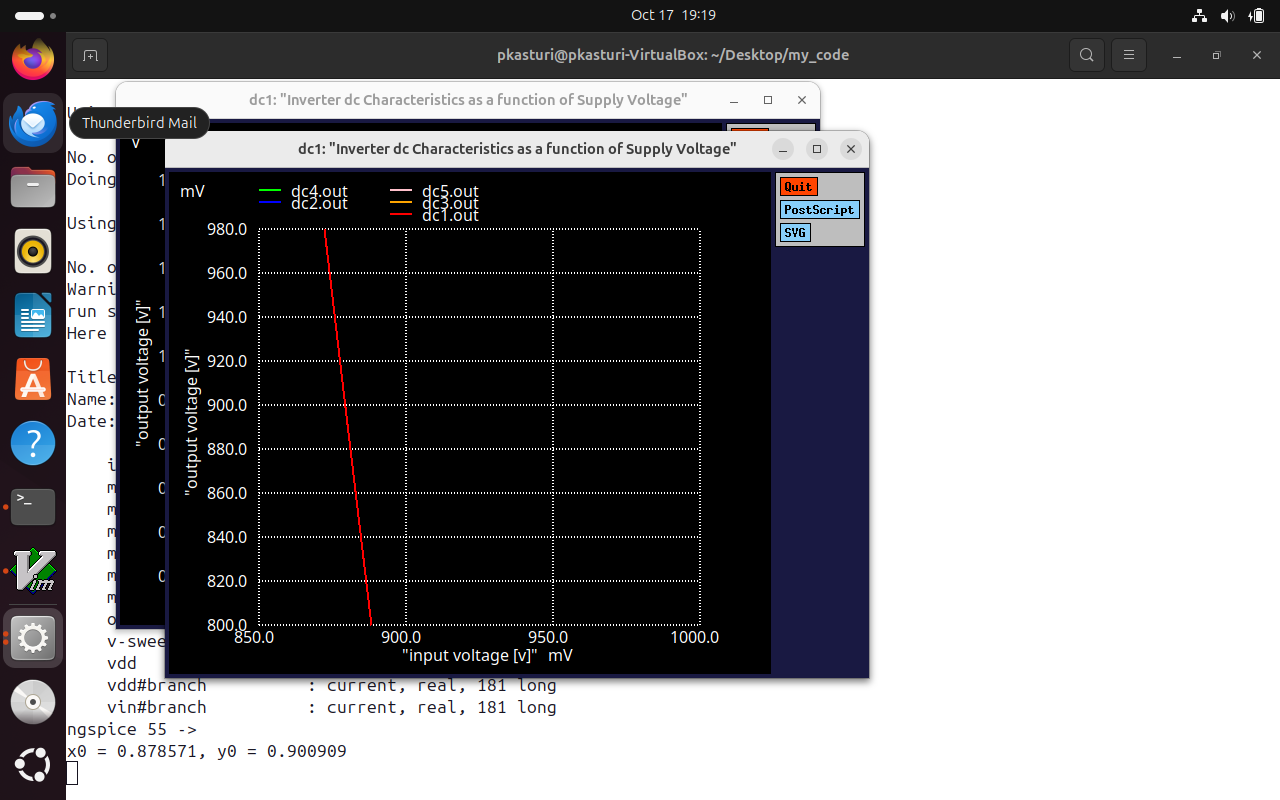 Oct 17 19:19
pkasturi@pkasturi-VirtualBox: ~/Desktop/my_code
Thunderbird Mail
dc1: "Inverter dc Characteristics as a function of Supply Voltage"
V
"output voltage [v]"
dc1: "Inverter dc Characteristics as a function of Supply Voltage"
mV
dc4.out
dc5.out
dc2.out
dc3.out
dc1.out
Quit
PostScript
SVG
980.0
960.0
940.0
920.0
900.0
880.0
860.0
840.0
820.0
800.0
"output voltage [v]"
850.0
900.0
950.0
1000.0
"input voltage [v]" mV
No. o
Doing
Using
No. o
Warni
run s
Here
Title
Name:
Date:
v-swee
vdd
vdd#branch : current, real, 181 long
vin#branch : current, real, 181 long
ngspice 55 ->
x0 = 0.878571, y0 = 0.900909